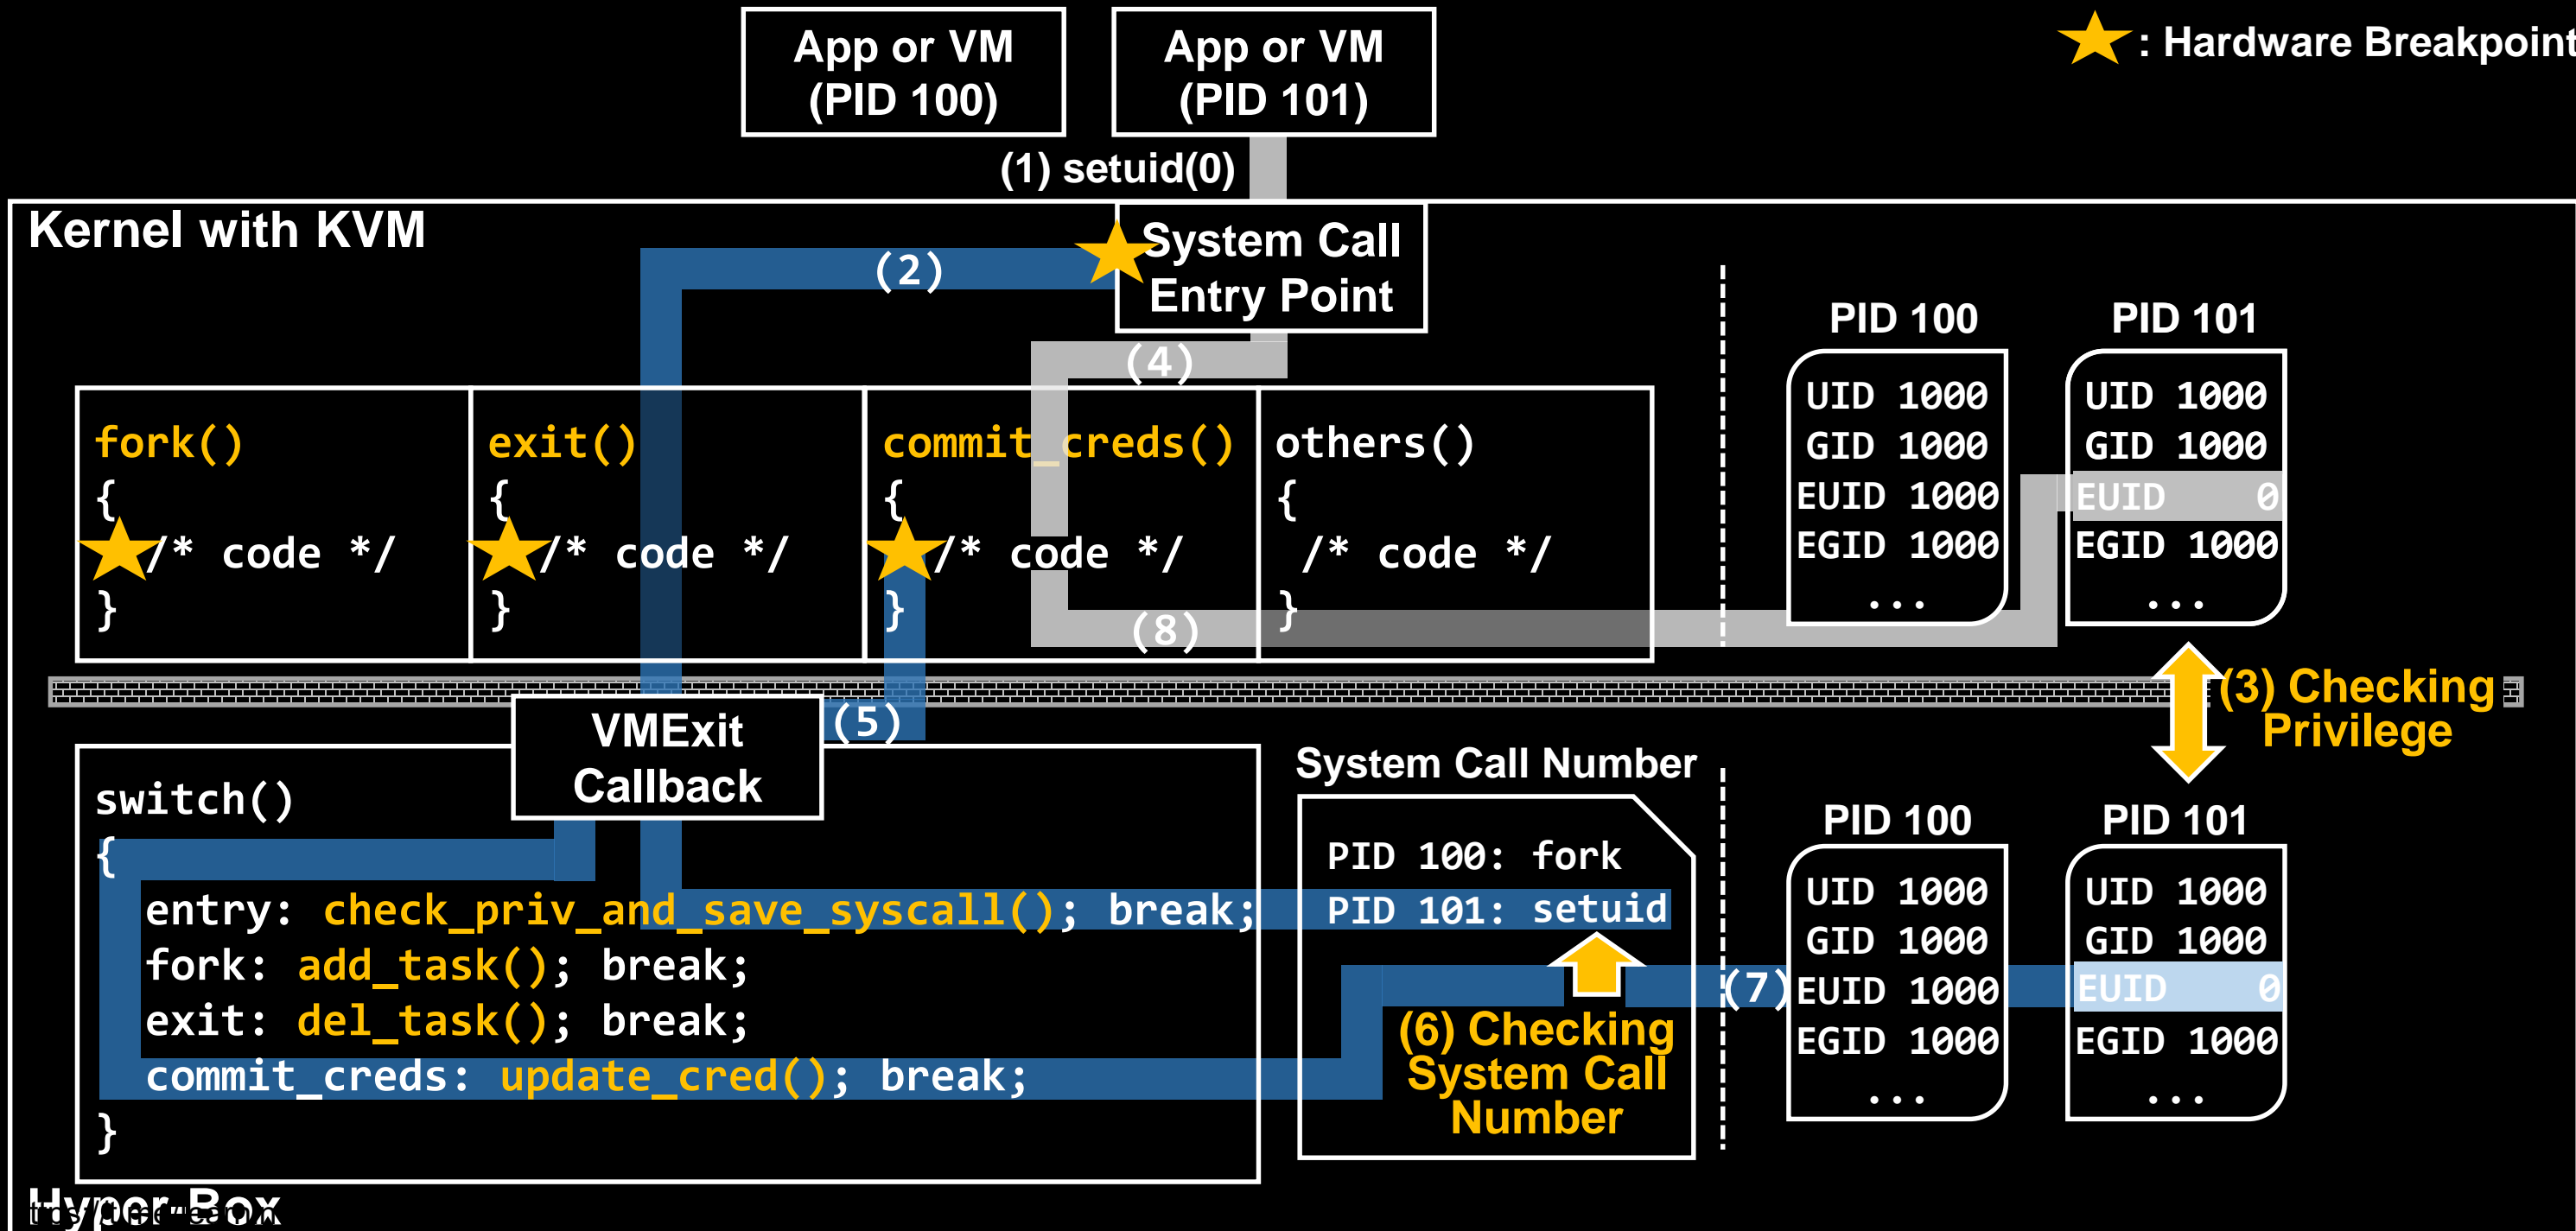 App or VM
(PID 100)
App or VM
(PID 101)
: Hardware Breakpoint
(1) setuid(0)
Kernel with KVM
System Call
Entry Point
(2)
(4)
fork()
{
/* code */
}
exit()
{
/* code */
}
commit_creds()
{
/* code */
}
others()
{
/* code */
}
(8)
PID 100
UID 1000
GID 1000
EUID 1000
EGID 1000
...
PID 101
UID 1000
GID 1000
EUID 0
EGID 1000
...
(3) Checking
Privilege
VMExit
Callback
(5)
switch()
{
entry: check_priv_and_save_syscall(); break;
fork: add_task(); break;
exit: del_task(); break;
commit_creds: update_cred(); break;
}
System Call Number
PID 100: fork
PID 101: setuid
(6) Checking
System Call
Number
(7)
PID 100
UID 1000
GID 1000
EUID 1000
EGID 1000
...
PID 101
UID 1000
GID 1000
EUID 0
EGID 1000
...
Hyper-Box